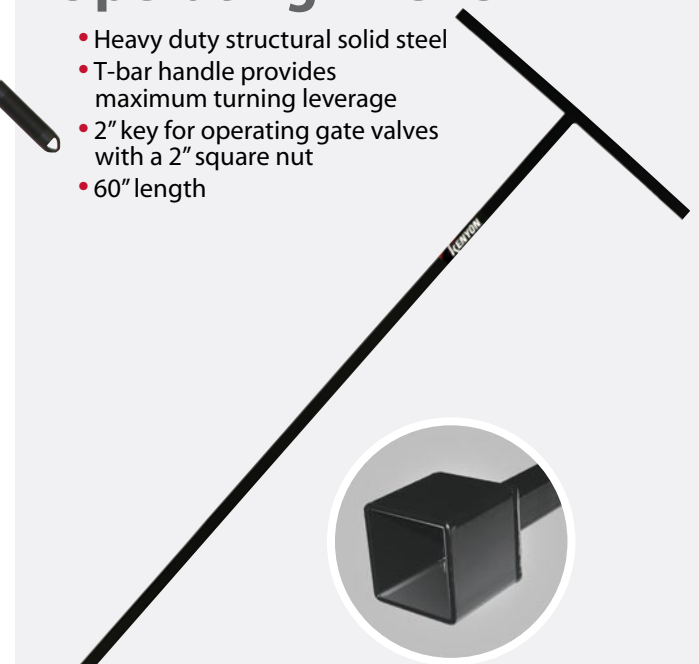 • Heavy duty structural solid steel
• T-bar handle provides
maximum turning leverage
• 2” key for operating gate valves
with a 2” square nut
• 60” length
KENYON